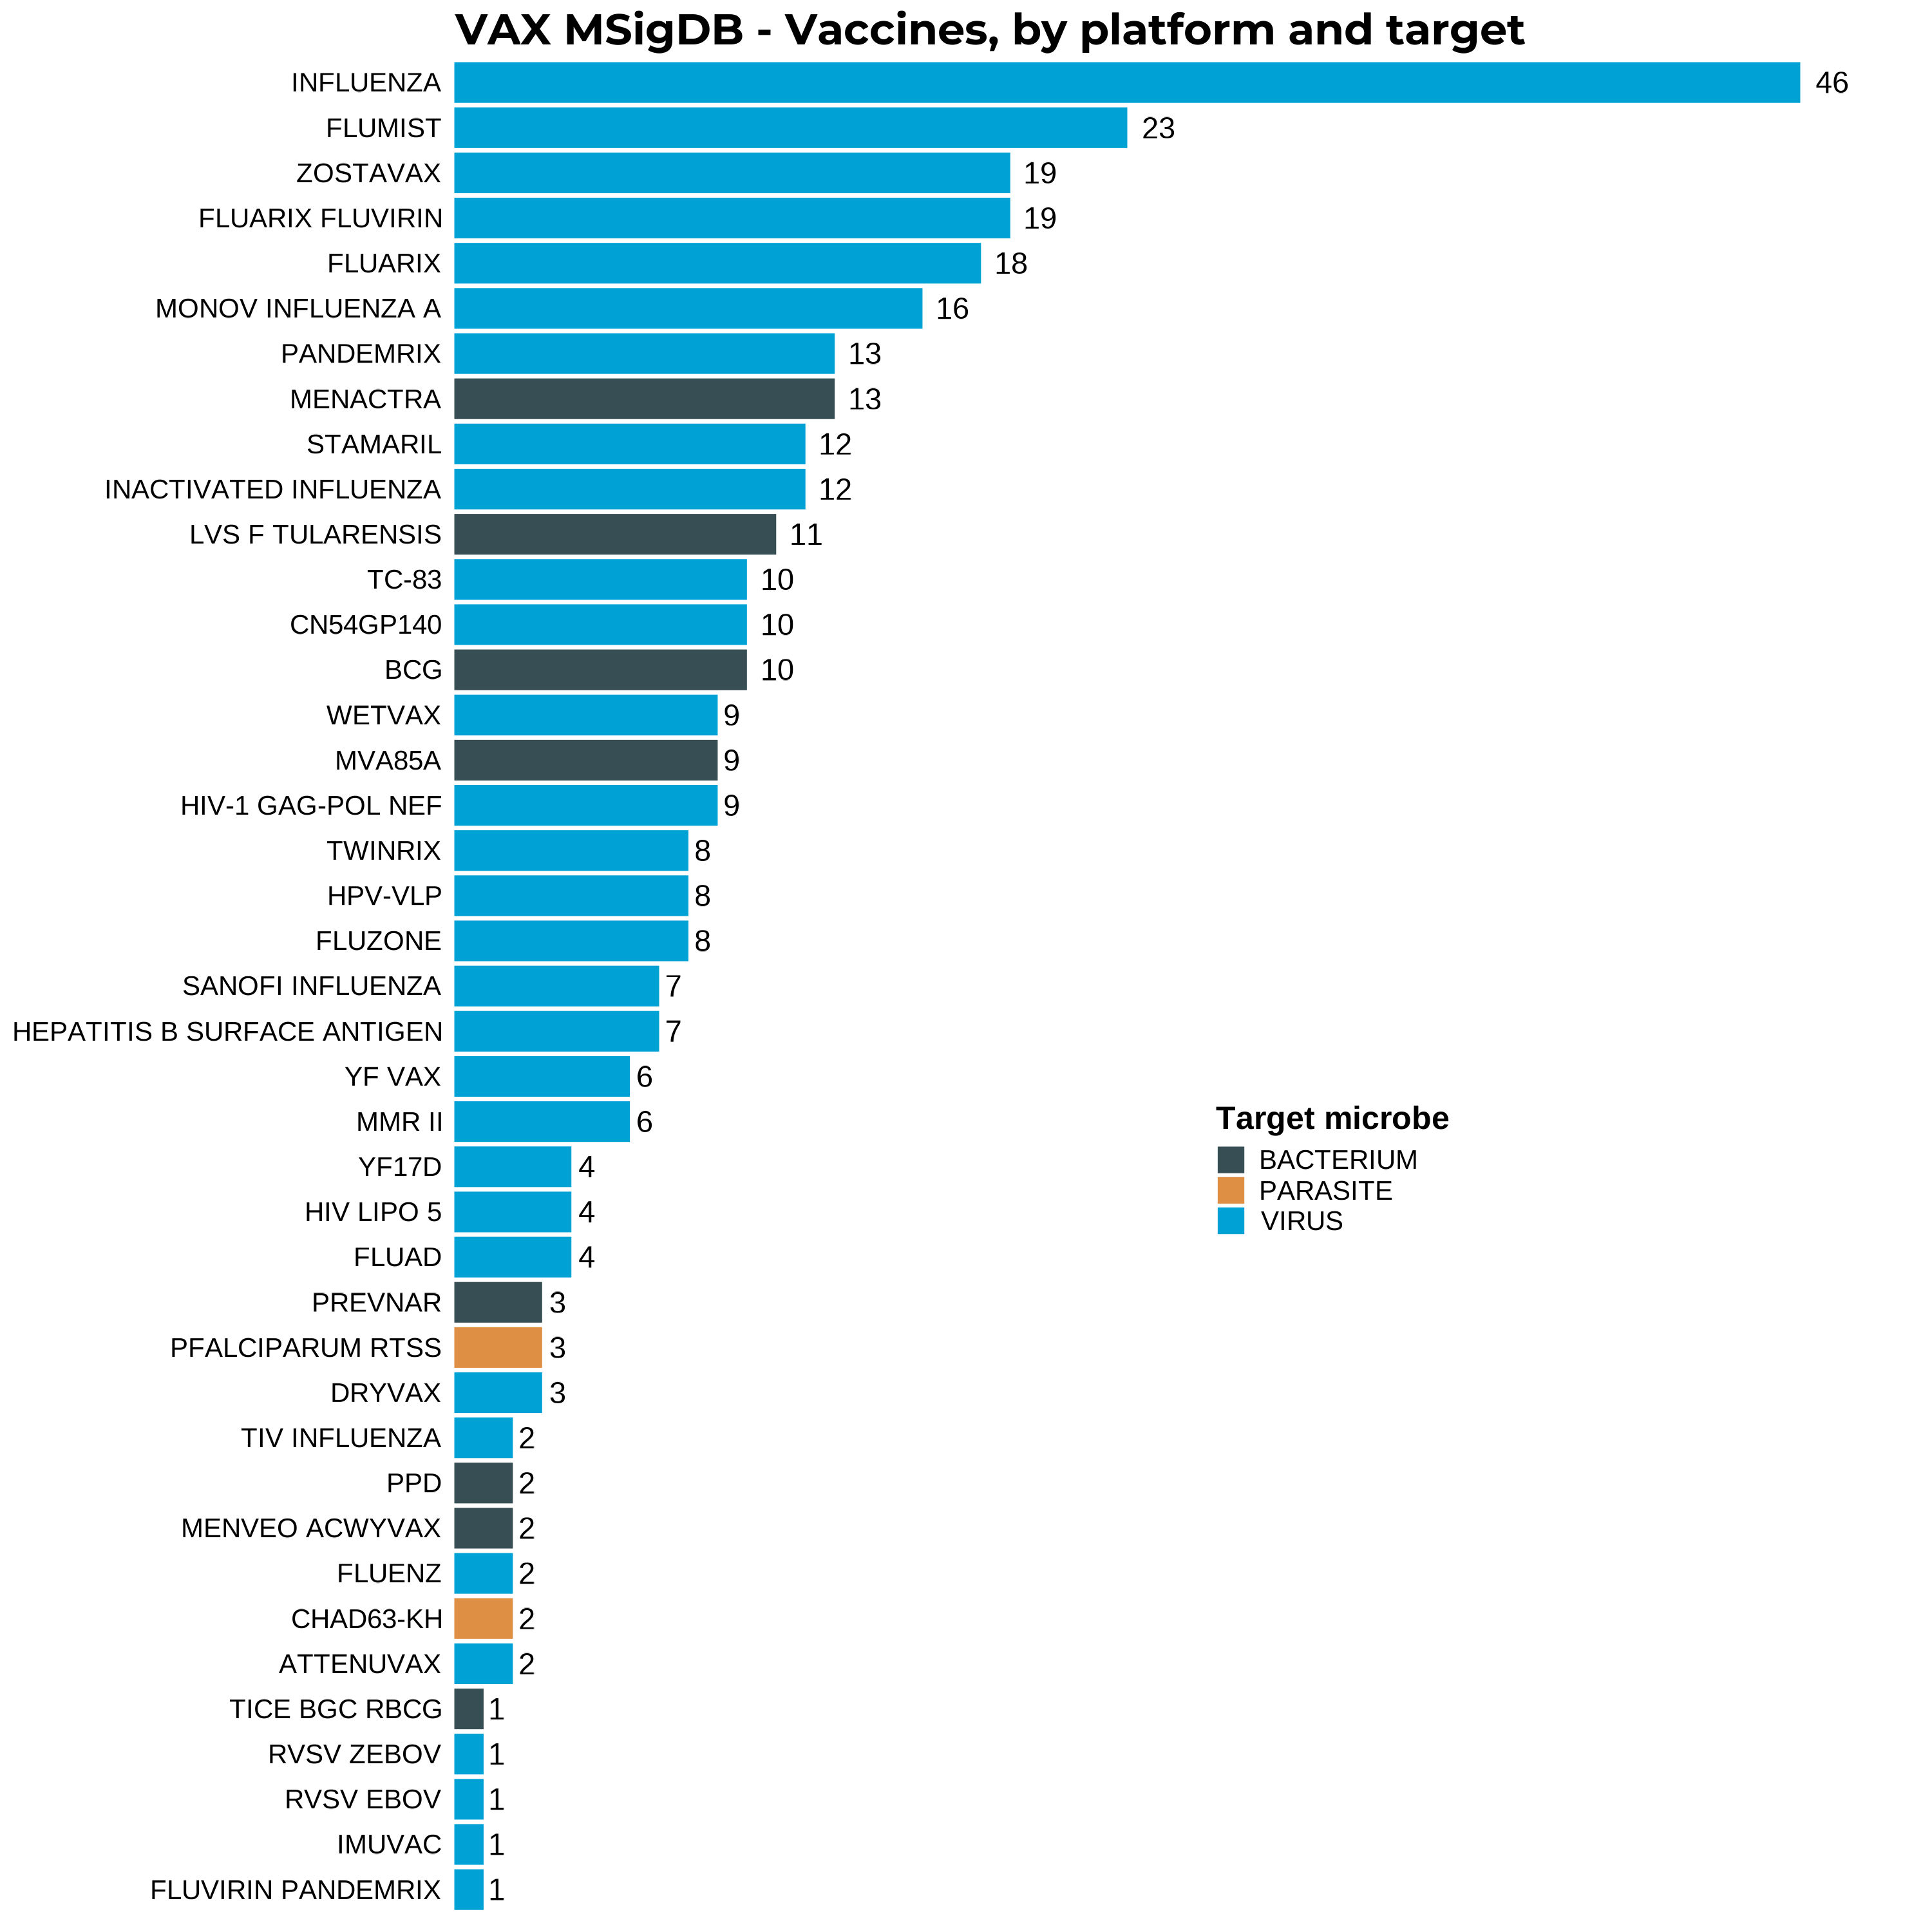 VAX MSigDB - Vaccines, by platform and target
INFLUENZA 46
FLUMIST 23
ZOSTAVAX 19
FLUARIX FLUVIRIN 19
FLUARIX 18
MONOV INFLUENZA A 16
PANDEMRIX 13
MENACTRA 13
STAMARIL 12
INACTIVATED INFLUENZA 12
LVS F TULARENSIS 11
TC-83 10
CN54GP140 10
BCG 10
WETVAX 9
MVA85A 9
HIV-1 GAG-POL NEF 9
TWINRIX 8
HPV-VLP 8
FLUZONE 8
SANOFI INFLUENZA 7
HEPATITIS B SURFACE ANTIGEN 7
YF VAX 6
MMR II 6
YF17D 4
HIV LIPO 5 4
FLUAD 4
PREVNAR 3
PFALCIPARUM RTSS 3
DRYVAX 3
TIV INFLUENZA 2
PPD 2
MENVEO ACWYVAX 2
FLUENZ 2
CHAD63-KH 2
ATTENUVAX 2
TICE BGC RBCG 1
RVSV ZEBOV 1
RVSV EBOV 1
IMUVAC 1
FLUVIRIN PANDEMRIX 1
Target microbe
BACTERIUM
PARASITE
VIRUS